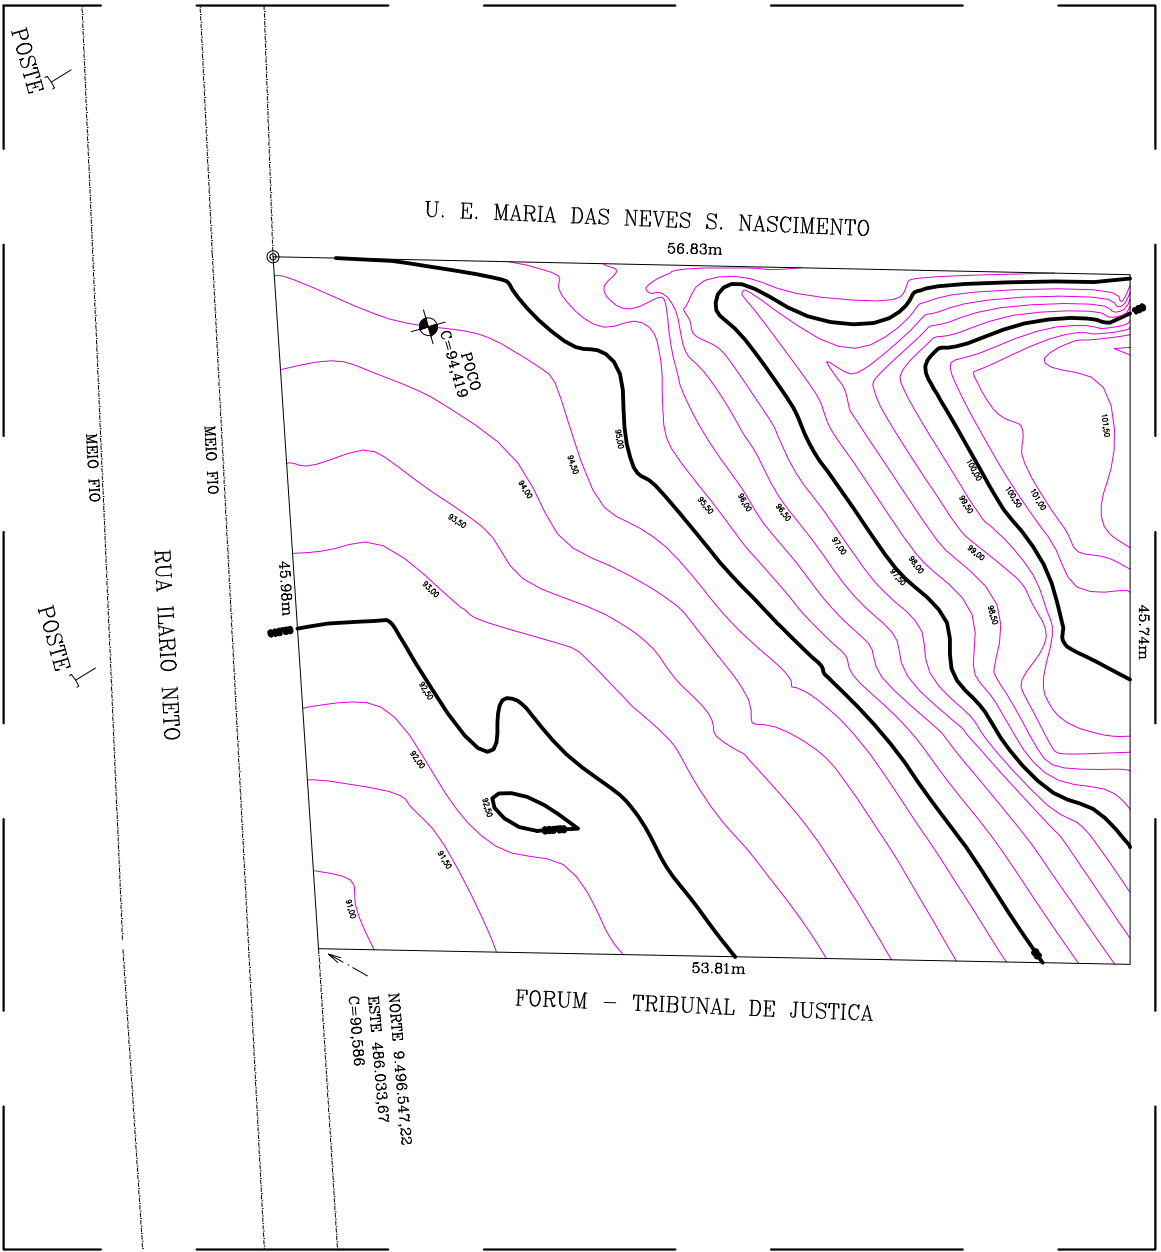 POSTE
U. E. MARIA DAS NEVES S. NASCIMENTO
56.83m
POCO
C=94,419
101,50
95,00
MEIO FIO
MEIO FIO
94,50
100,00
94,00
100,50
101,00
95,50
96,00
99,50
96,50
93,50
97,00
99,00
98,00
97,50
93,00
45.98m
98,50
45.74m
RUA ILARIO NETO
POSTE
92,50
92,00
92,50
91,50
91,00
53.81m
FORUM - TRIBUNAL DE JUSTICA
NORTE 9.496.547,22
ESTE 486.033,67
C=90,586